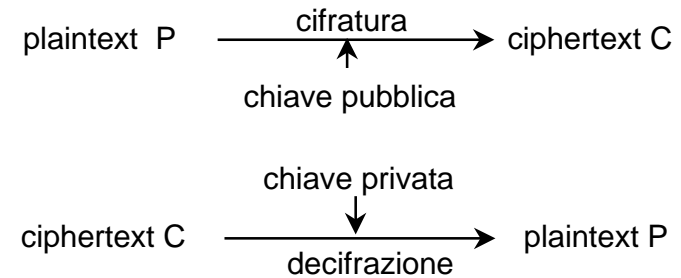 cifratura
plaintext P ciphertext C
chiave pubblica
chiave privata
ciphertext C plaintext P
decifrazione